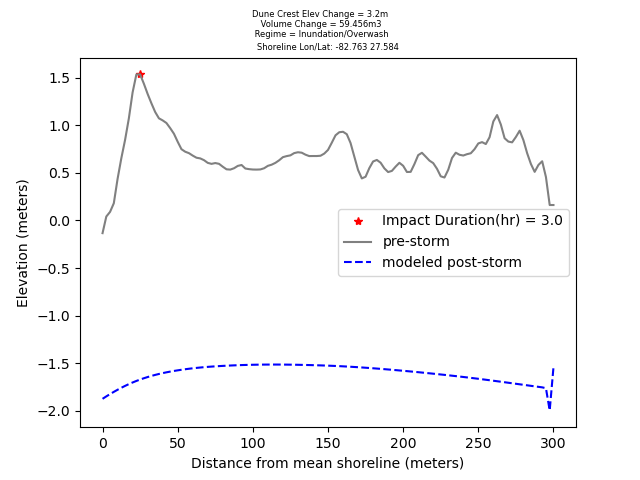 Dune Crest Elev Change = 3.2m
Volume Change = 59.456m3
Regime = Inundation/Overwash
Shoreline Lon/Lat: -82.763 27.584
1.5
1.0
0.5
0.0
−0.5
−1.0
−1.5
−2.0
Elevation (meters)
Impact Duration(hr) = 3.0
pre-storm
modeled post-storm
0 50 100 150 200 250 300
Distance from mean shoreline (meters)